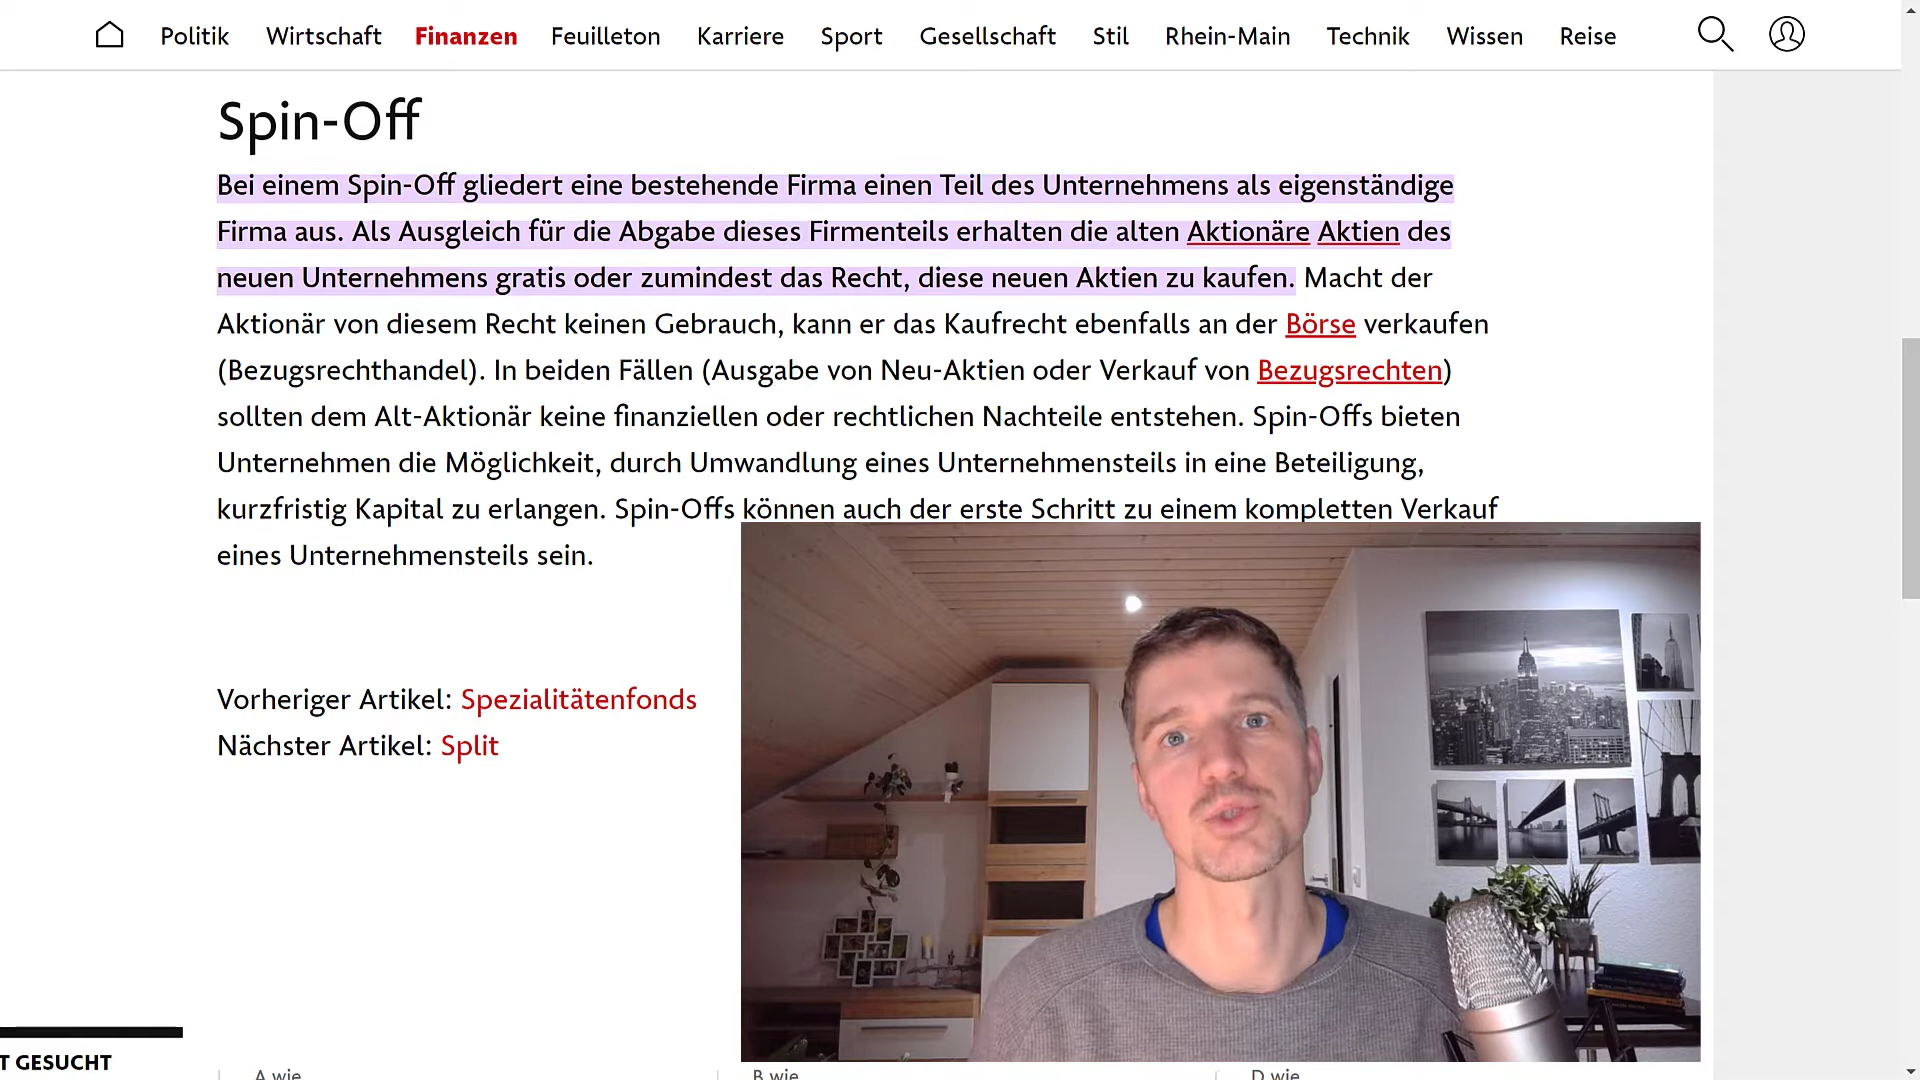 Politik Wirtschaft Finanzen Feuilleton Karriere Sport Gesellschaft Stil Rhein-Main Technik Wissen Reise
Spin-Off
Bei einem Spin-Off gliedert eine bestehende Firma einen Teil des Unternehmens als eigenständige
Firma aus. Als Ausgleich für die Abgabe dieses Firmenteils erhalten die alten Aktionäre Aktien des
neuen Unternehmens gratis oder zumindest das Recht, diese neuen Aktien zu kaufen. Macht der
Aktionär von diesem Recht keinen Gebrauch, kann er das Kaufrecht ebenfalls an der Börse verkaufen
(Bezugsrechthandel). In beiden Fällen (Ausgabe von Neu-Aktien oder Verkauf von Bezugsrechten)
sollten dem Alt-Aktionär keine finanziellen oder rechtlichen Nachteile entstehen. Spin-Offs bieten
Unternehmen die Möglichkeit, durch Umwandlung eines Unternehmensteils in eine Beteiligung,
kurzfristig Kapital zu erlangen. Spin-Offs können auch der erste Schritt zu einem kompletten Verkauf
eines Unternehmensteils sein.
Vorheriger Artikel: Spezialitätenfonds
Nächster Artikel: Split
T GESUCHT
A wie B wie D wie